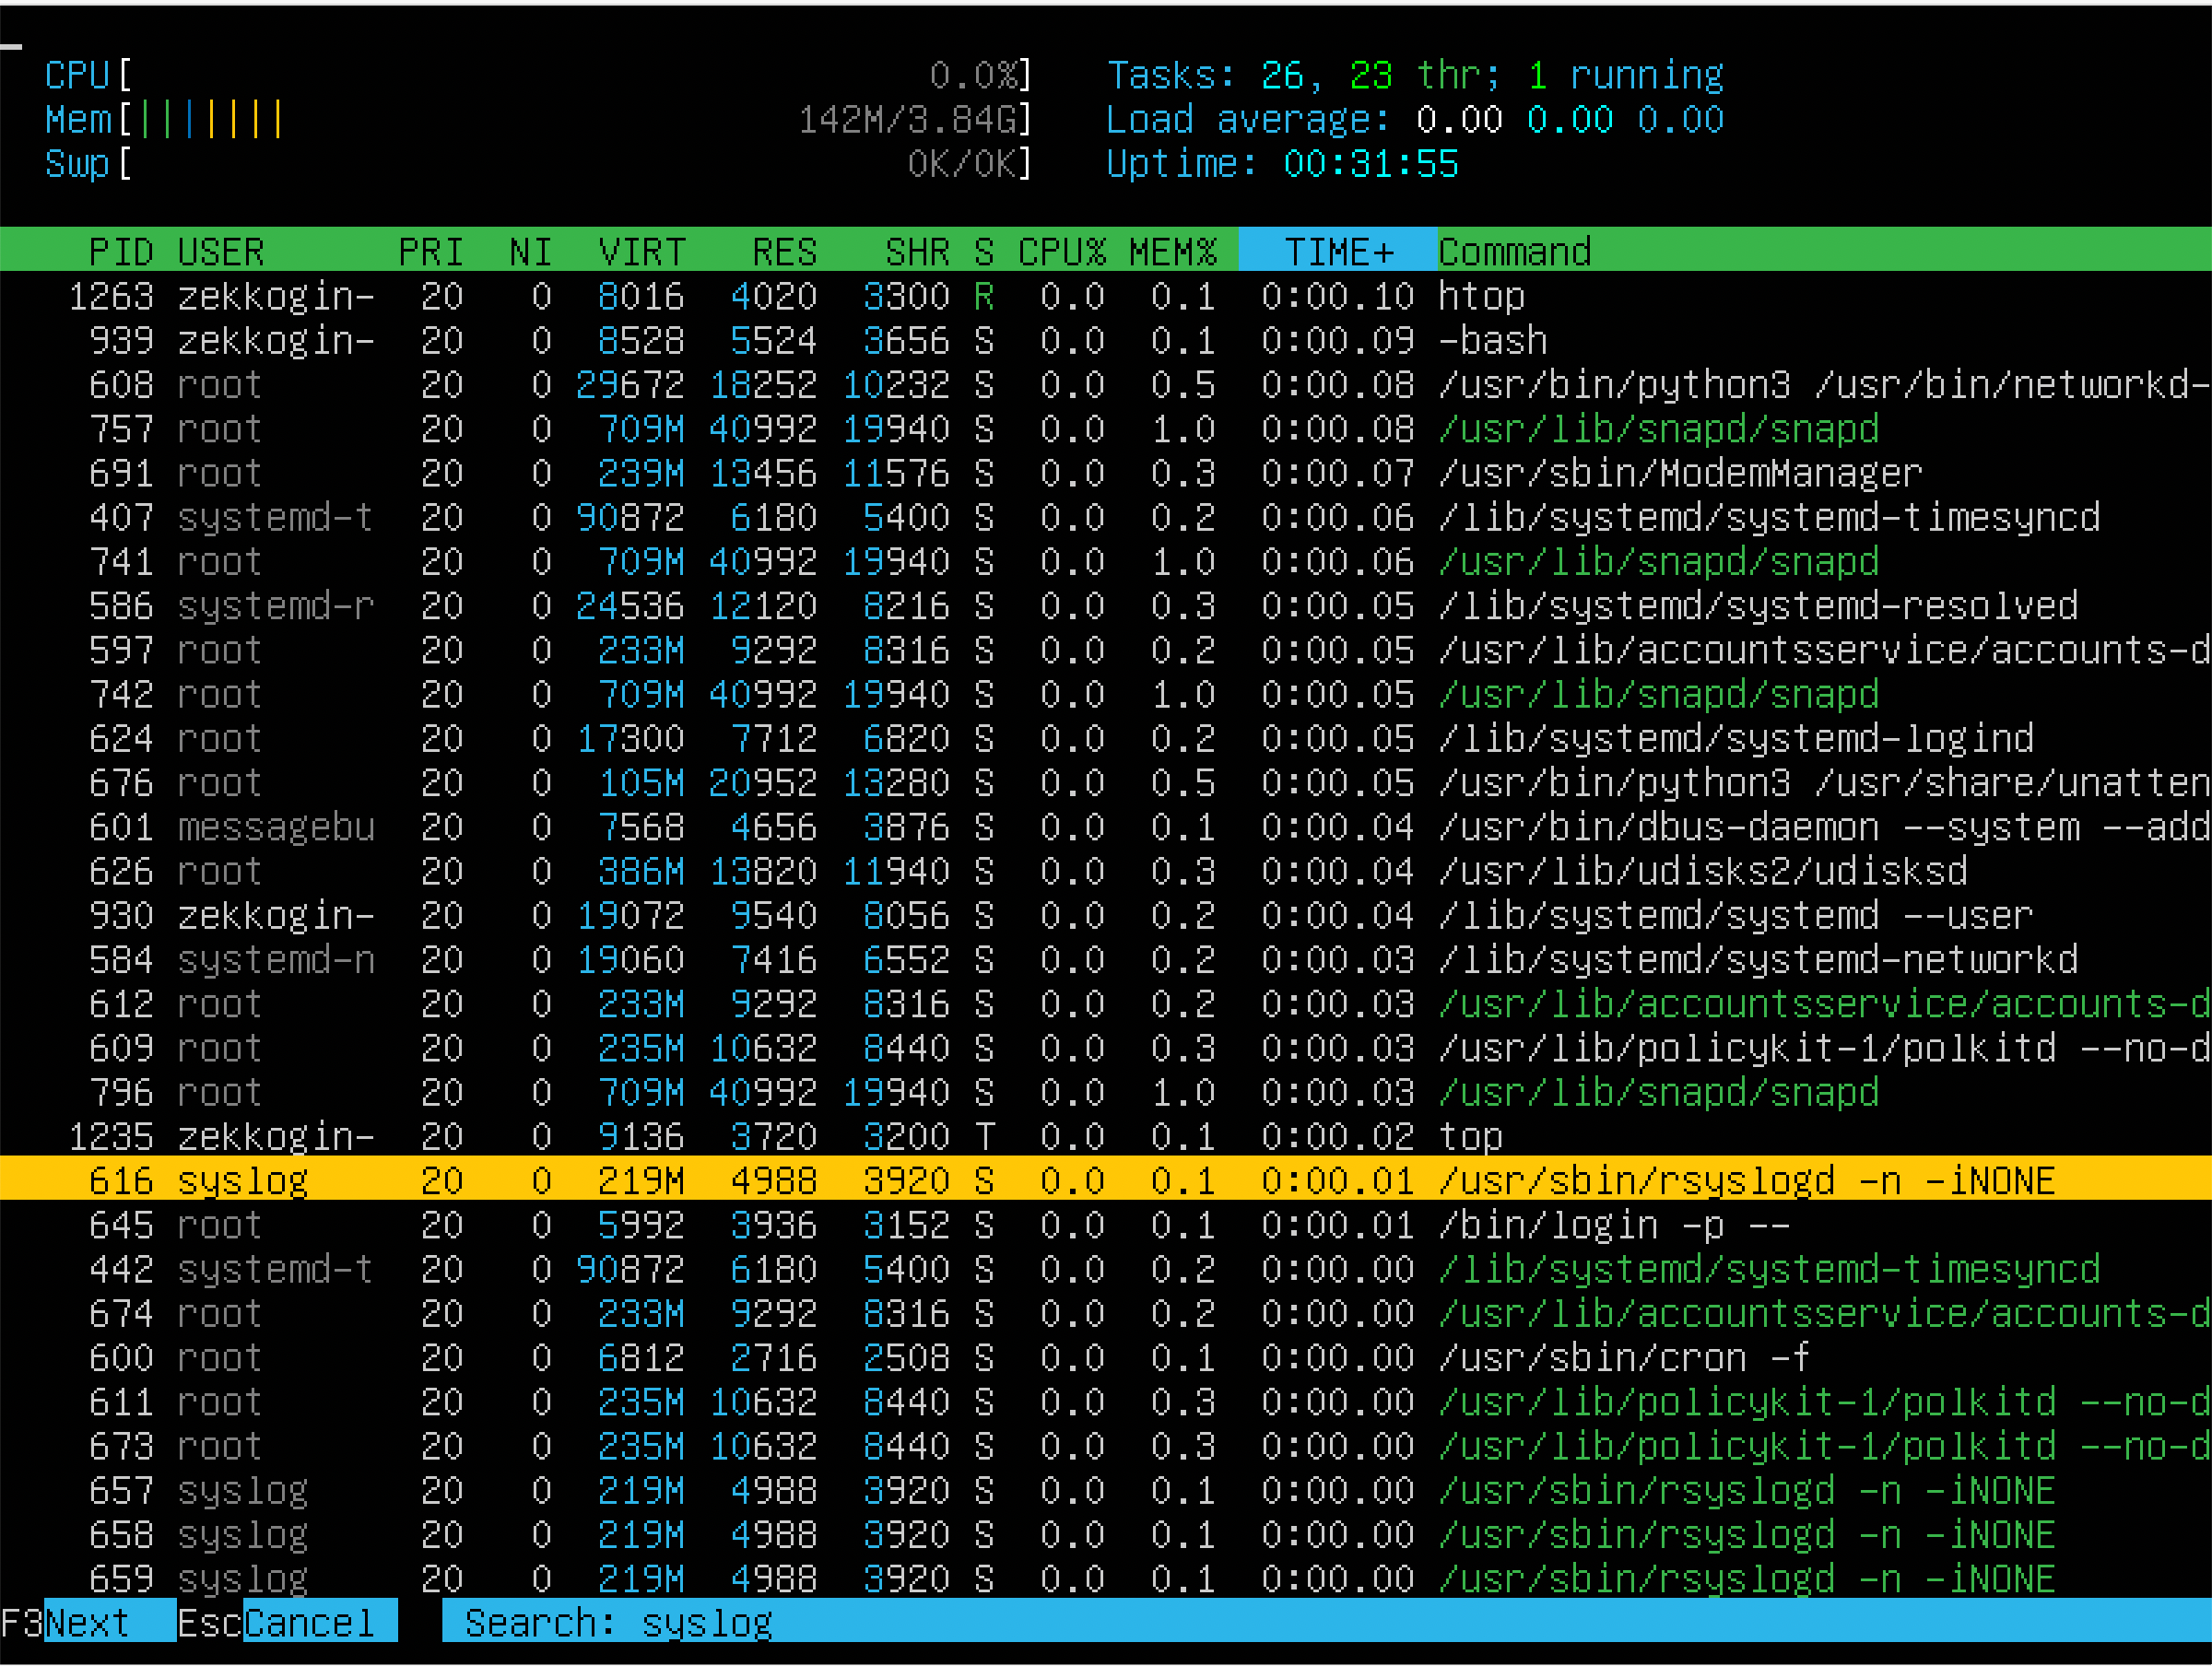 CPU[ 0.0%] Tasks: 26, 23 thr; 1 running
Mem[||||||| 142M/3.84G] Load average: 0.00 0.00 0.00
Swp[ 0K/0K] Uptime: 00:31:55
PID USER PRI NI VIRT RES SHR S CPU% MEM% TIME+ Command
1263 zekkogin- 20 0 8016 4020 3300 R 0.0 0.1 0:00.10 htop
939 zekkogin- 20 0 8528 5524 3656 S 0.0 0.1 0:00.09 -bash
608 root 20 0 29672 18252 10232 S 0.0 0.5 0:00.08 /usr/bin/python3 /usr/bin/networkd-
757 root 20 0 709M 40992 19940 S 0.0 1.0 0:00.08 /usr/lib/snapd/snapd
691 root 20 0 239M 13456 11576 S 0.0 0.3 0:00.07 /usr/sbin/ModemManager
407 systemd-t 20 0 90872 6180 5400 S 0.0 0.2 0:00.06 /lib/systemd/systemd-timesyncd
741 root 20 0 709M 40992 19940 S 0.0 1.0 0:00.06 /usr/lib/snapd/snapd
586 systemd-r 20 0 24536 12120 8216 S 0.0 0.3 0:00.05 /lib/systemd/systemd-resolved
597 root 20 0 233M 9292 8316 S 0.0 0.2 0:00.05 /usr/lib/accountsservice/accounts-d
742 root 20 0 709M 40992 19940 S 0.0 1.0 0:00.05 /usr/lib/snapd/snapd
624 root 20 0 17300 7712 6820 S 0.0 0.2 0:00.05 /lib/systemd/systemd-logind
676 root 20 0 105M 20952 13280 S 0.0 0.5 0:00.05 /usr/bin/python3 /usr/share/unatten
601 messagebu 20 0 7568 4656 3876 S 0.0 0.1 0:00.04 /usr/bin/dbus-daemon --system --add
626 root 20 0 386M 13820 11940 S 0.0 0.3 0:00.04 /usr/lib/udisks2/udisksd
930 zekkogin- 20 0 19072 9540 8056 S 0.0 0.2 0:00.04 /lib/systemd/systemd --user
584 systemd-n 20 0 19060 7416 6552 S 0.0 0.2 0:00.03 /lib/systemd/systemd-networkd
612 root 20 0 233M 9292 8316 S 0.0 0.2 0:00.03 /usr/lib/accountsservice/accounts-d
609 root 20 0 235M 10632 8440 S 0.0 0.3 0:00.03 /usr/lib/policykit-1/polkitd --no-d
796 root 20 0 709M 40992 19940 S 0.0 1.0 0:00.03 /usr/lib/snapd/snapd
1235 zekkogin- 20 0 9136 3720 3200 T 0.0 0.1 0:00.02 top
616 syslog 20 0 219M 4988 3920 S 0.0 0.1 0:00.01 /usr/sbin/rsyslogd -n -iNONE
645 root 20 0 5992 3936 3152 S 0.0 0.1 0:00.01 /bin/login -p --
442 systemd-t 20 0 90872 6180 5400 S 0.0 0.2 0:00.00 /lib/systemd/systemd-timesyncd
674 root 20 0 233M 9292 8316 S 0.0 0.2 0:00.00 /usr/lib/accountsservice/accounts-d
600 root 20 0 6812 2716 2508 S 0.0 0.1 0:00.00 /usr/sbin/cron -f
611 root 20 0 235M 10632 8440 S 0.0 0.3 0:00.00 /usr/lib/policykit-1/polkitd --no-d
673 root 20 0 235M 10632 8440 S 0.0 0.3 0:00.00 /usr/lib/policykit-1/polkitd --no-d
657 syslog 20 0 219M 4988 3920 S 0.0 0.1 0:00.00 /usr/sbin/rsyslogd -n -iNONE
658 syslog 20 0 219M 4988 3920 S 0.0 0.1 0:00.00 /usr/sbin/rsyslogd -n -iNONE
659 syslog 20 0 219M 4988 3920 S 0.0 0.1 0:00.00 /usr/sbin/rsyslogd -n -iNONE
F3Next EscCancel Search: syslog